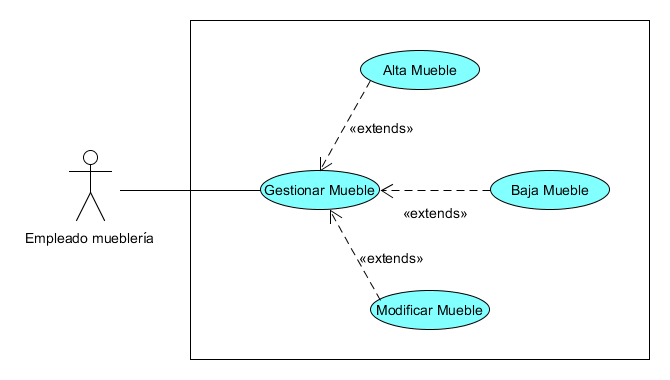 Alta Mueble
«extends»
Gestionar Mueble
Baja Mueble
«extends»
Empleado mueblería
«extends»
Modificar Mueble